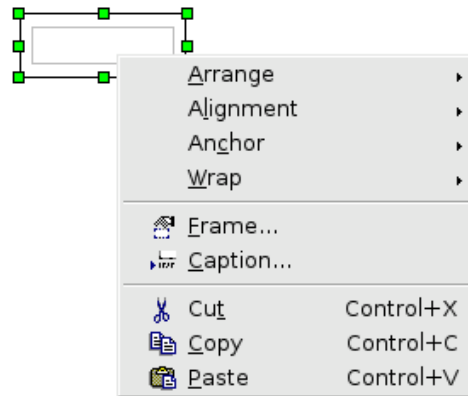 Arrange
Alignment
Anchor
Wrap
Frame...
Caption...
Cut Control+X
Copy Control+C
Paste Control+V